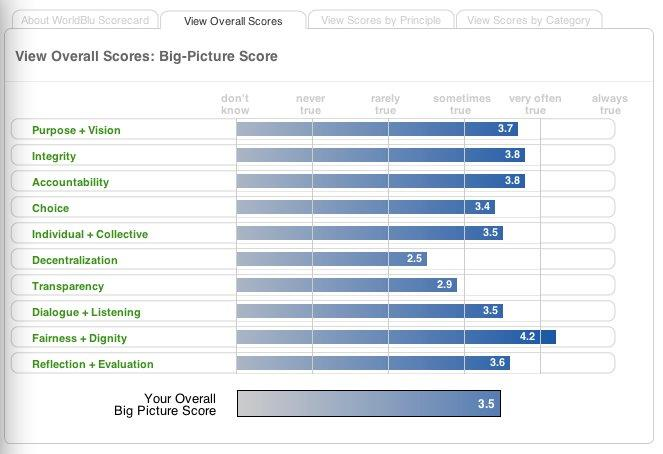 About WorldBlu Scorecard
View Overall Scores
View Scores by Principle
View Scores by Category
View Overall Scores: Big-Picture Score
don't know
never true
rarely true
sometimes true
very often true
always true
Purpose + Vision 3.7
Integrity 3.8
Accountability 3.8
Choice 3.4
Individual + Collective 3.5
Decentralization 2.5
Transparency 2.9
Dialogue + Listening 3.5
Fairness + Dignity 4.2
Reflection + Evaluation 3.6
Your Overall
Big Picture Score
3.5